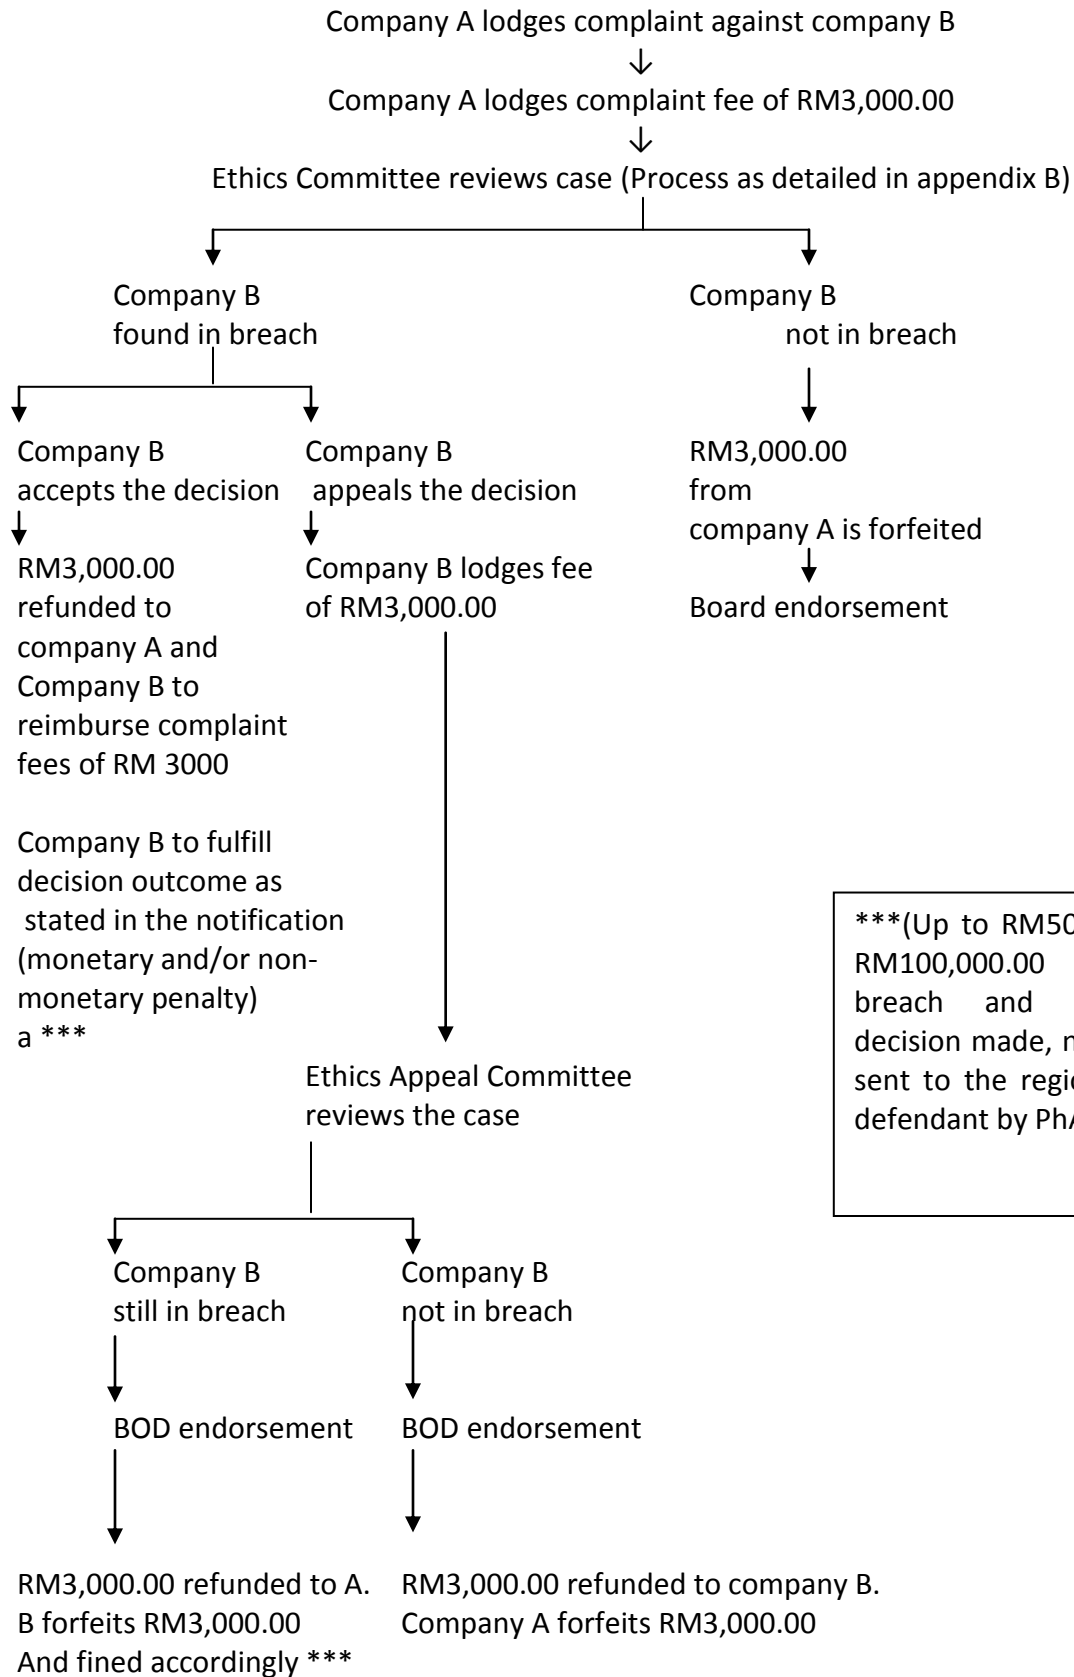 Company A lodges complaint against company B
Company A lodges complaint fee of RM3,000.00
Ethics Committee reviews case (Process as detailed in appendix B)
Company B
found in breach
Company B
not in breach
Company B
accepts the decision
Company B
appeals the decision
RM3,000.00
from
company A is forfeited
RM3,000.00
refunded to
company A and
Company B to
reimburse complaint
fees of RM 3000
Company B lodges fee
of RM3,000.00
Board endorsement
Company B to fulfill
decision outcome as
stated in the notification
(monetary and/or non-
monetary penalty)
a ***
***(Up to
RM100,000.00
breach and
decision made,
sent to the
defendant by
Ethics Appeal Committee
reviews the case
Company B
still in breach
Company B
not in breach
BOD endorsement
BOD endorsement
RM3,000.00 refunded to A.
B forfeits RM3,000.00
And fined accordingly ***
RM3,000.00 refunded to company B.
Company A forfeits RM3,000.00